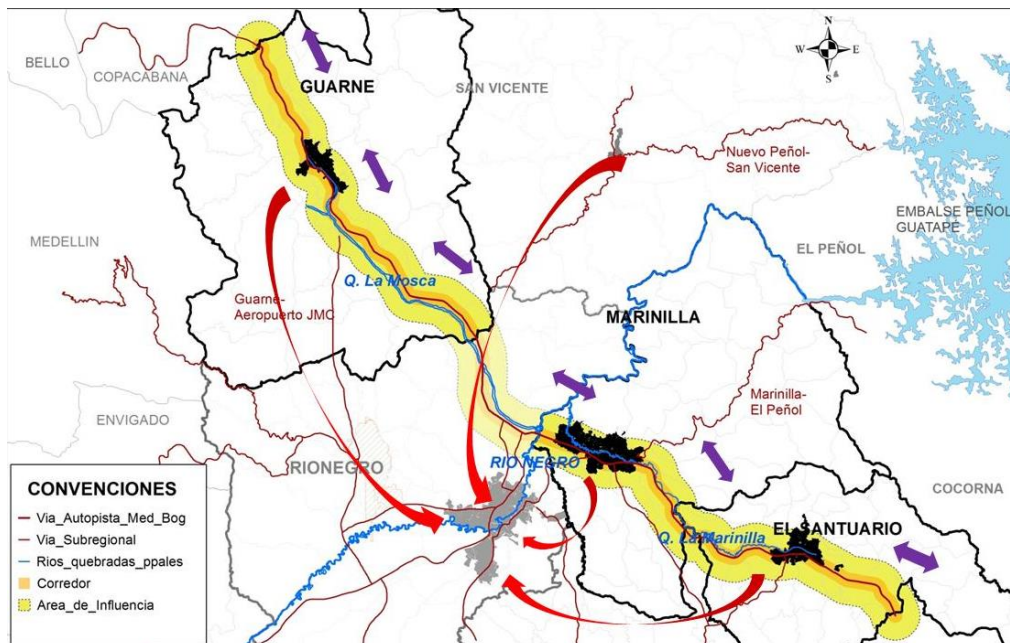 N
W E
S
BELLO
COPACABANA
GUARNE
SAN VICENTE
Nuevo Peñol-
San Vicente
EMBALSE PEÑOL
GUATAPÉ
MEDELLIN
EL PEÑOL
Q. La Mosca
Guarne-
Aeropuerto JMC
MARINILLA
Marinilla-
El Peñol
ENVIGADO
RIONEGRO
RIO NEGRO
COCORNA
EL SANTUARIO
Q. La Marinilla
CONVENCIONES
Via_Autopista_Med_Bog
Via_Subregional
Rios_quebradas_ppales
Corredor
Area_de_Influencia